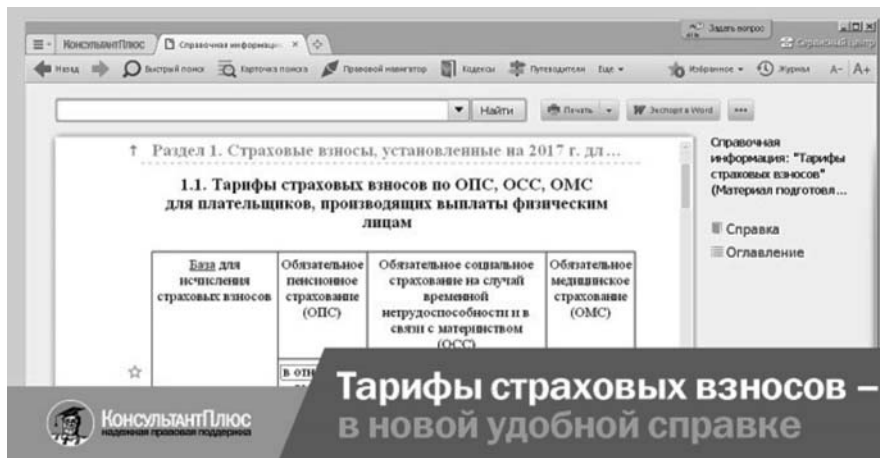 Задать вопрос
КонсультантПлюс Справочная информаци... ×
Сервисный центр
Назад Быстрый поиск Карточка поиска Правовой навигатор Кодексы Путеводители Еще Избранное Журнал А- А+
Найти Печать Экспорт в Word
Раздел 1. Страховые взносы, установленные на 2017 г. дл...
1.1. Тарифы страховых взносов по ОПС, ОСС, ОМС
для плательщиков, производящих выплаты физическим
лицам
База для
исчисления
страховых взносов
Обязательное
пенсионное
страхование
(ОПС)
Обязательное социальное
страхование на случай
временной
нетрудоспособности и в
связи с материнством
(ОСС)
Обязательное
медицинское
страхование
(ОМС)
Справочная
информация: "Тарифы
страховых взносов"
(Материал подготовл...
Справка
Оглавление
КонсультантПлюс
надежная правовая поддержка
Тарифы страховых взносов –
в новой удобной справке